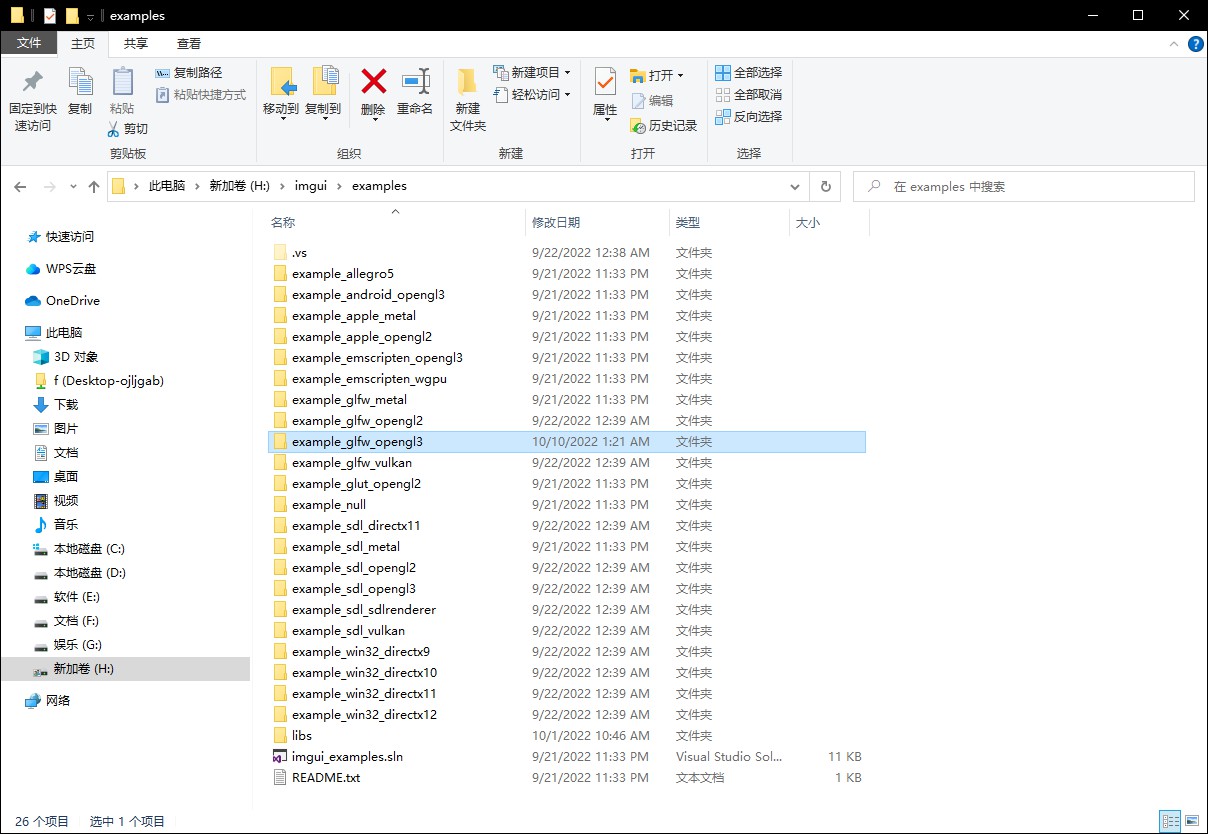 examples
文件 主页 共享 查看
固定到快速访问
复制
粘贴
复制路径
粘贴快捷方式
剪切
剪贴板
移动到
复制到
删除
重命名
组织
新建
文件夹
新建项目
轻松访问
新建
属性
打开
编辑
历史记录
打开
全部选择
全部取消
反向选择
选择
此电脑 › 新加卷 (H:) › imgui › examples
在 examples 中搜索
快速访问
WPS云盘
OneDrive
此电脑
3D 对象
f (Desktop-ojljgab)
下载
图片
文档
桌面
视频
音乐
本地磁盘 (C:)
本地磁盘 (D:)
软件 (E:)
文档 (F:)
娱乐 (G:)
新加卷 (H:)
网络
名称 修改日期 类型 大小
.vs 9/22/2022 12:38 AM 文件夹
example_allegro5 9/21/2022 11:33 PM 文件夹
example_android_opengl3 9/21/2022 11:33 PM 文件夹
example_apple_metal 9/21/2022 11:33 PM 文件夹
example_apple_opengl2 9/21/2022 11:33 PM 文件夹
example_emscripten_opengl3 9/21/2022 11:33 PM 文件夹
example_emscripten_wgpu 9/21/2022 11:33 PM 文件夹
example_glfw_metal 9/21/2022 11:33 PM 文件夹
example_glfw_opengl2 9/22/2022 12:39 AM 文件夹
example_glfw_opengl3 10/10/2022 1:21 AM 文件夹
example_glfw_vulkan 9/22/2022 12:39 AM 文件夹
example_glut_opengl2 9/21/2022 11:33 PM 文件夹
example_null 9/21/2022 11:33 PM 文件夹
example_sdl_directx11 9/22/2022 12:39 AM 文件夹
example_sdl_metal 9/21/2022 11:33 PM 文件夹
example_sdl_opengl2 9/22/2022 12:39 AM 文件夹
example_sdl_opengl3 9/22/2022 12:39 AM 文件夹
example_sdl_sdlrenderer 9/22/2022 12:39 AM 文件夹
example_sdl_vulkan 9/22/2022 12:39 AM 文件夹
example_win32_directx9 9/22/2022 12:39 AM 文件夹
example_win32_directx10 9/22/2022 12:39 AM 文件夹
example_win32_directx11 9/22/2022 12:39 AM 文件夹
example_win32_directx12 9/22/2022 12:39 AM 文件夹
libs 10/1/2022 10:46 AM 文件夹
imgui_examples.sln 9/21/2022 11:33 PM Visual Studio Sol... 11 KB
README.txt 9/21/2022 11:33 PM 文本文档 1 KB
26 个项目 选中 1 个项目